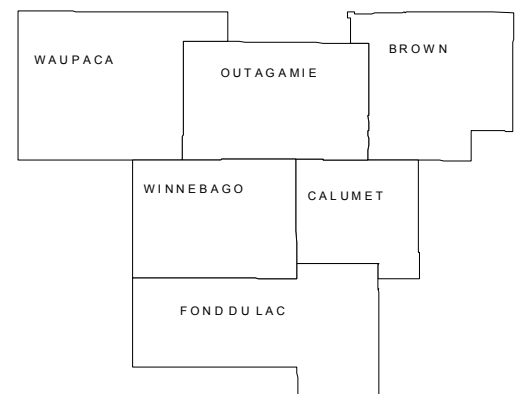 WAUPACA
OUTAGAMIE
BROWN
WINNEBAGO
CALUMET
FOND DU LAC